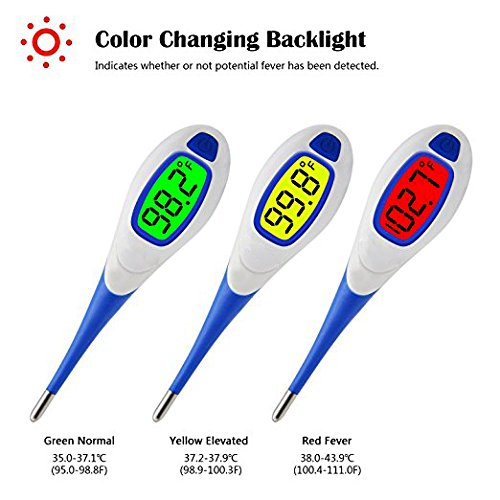 Color Changing Backlight
Indicates whether or not potential fever has been detected.
98.2°F
99.8°F
102.7°F
Green Normal
35.0-37.1℃
(95.0-98.8F)
Yellow Elevated
37.2-37.9℃
(98.9-100.3F)
Red Fever
38.0-43.9℃
(100.4-111.0F)